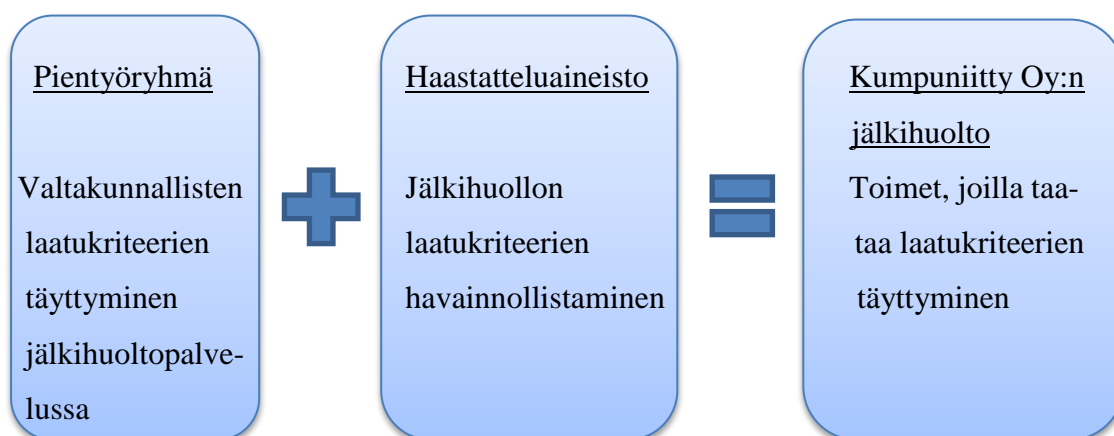 Pientyöryhmä
Valtakunnallisten
laatukriteerien
täyttyminen
jälkihuoltopalve-
lussa
Haastatteluaineisto
Jälkihuollon
laatukriteerien
havainnollistaminen
Kumpuniitty Oy:n
jälkihuolto
Toimet, joilla taa-
taa laatukriteerien
täyttyminen